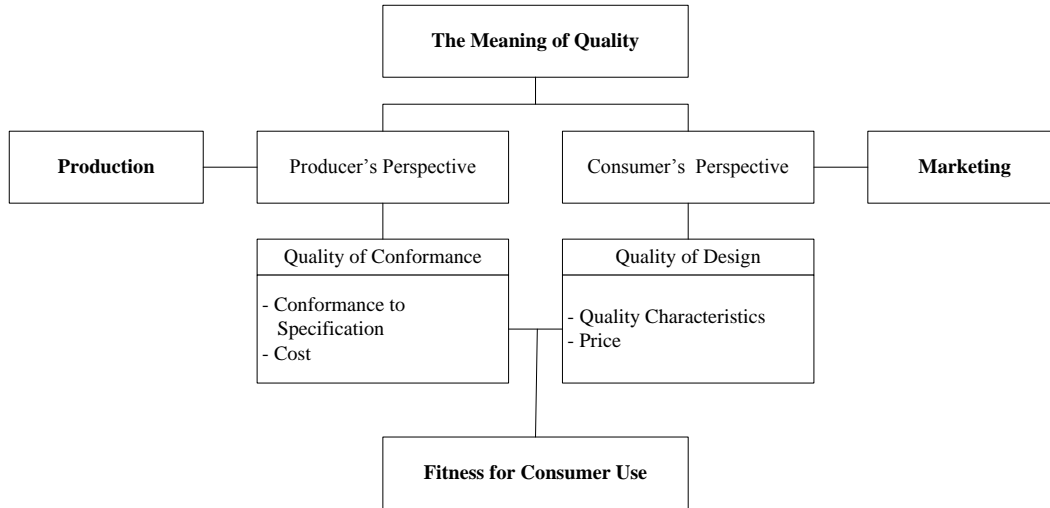 The Meaning of Quality
Production
Producer’s Perspective
Consumer’s Perspective
Marketing
Quality of Conformance
- Conformance to
Specification
- Cost
Quality of Design
- Quality Characteristics
- Price
Fitness for Consumer Use